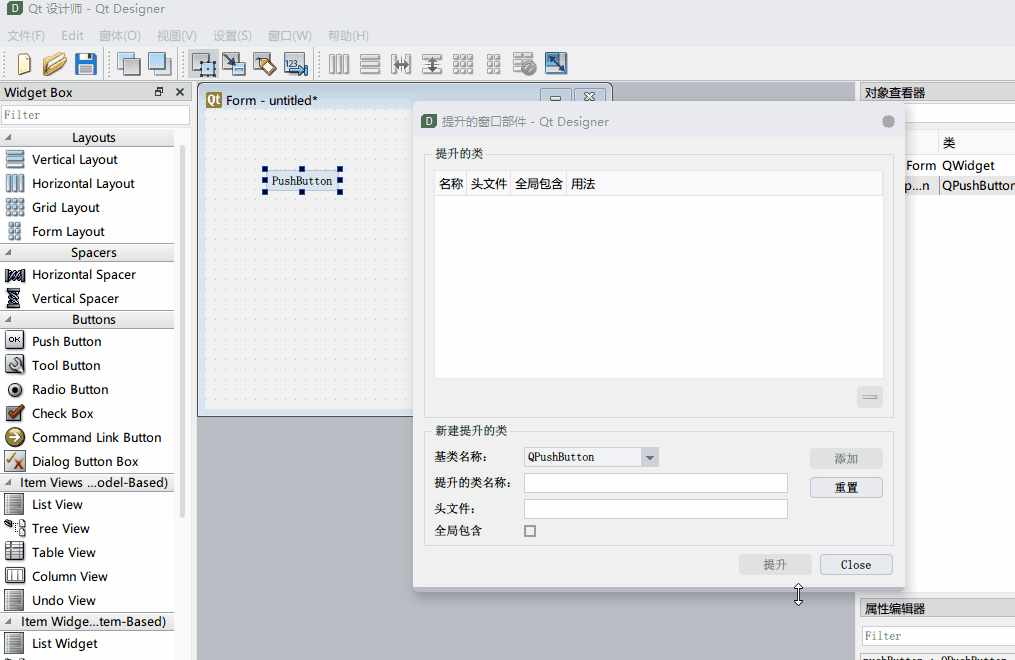 Qt 设计师 - Qt Designer
文件(F) Edit 窗体(O) 视图(V) 设置(S) 窗口(W) 帮助(H)
123
Widget Box
Filter
Layouts
Vertical Layout
Horizontal Layout
Grid Layout
Form Layout
Spacers
Horizontal Spacer
Vertical Spacer
Buttons
OK Push Button
Tool Button
Radio Button
Check Box
Command Link Button
Dialog Button Box
Item Views ...odel-Based)
List View
Tree View
Table View
Column View
Undo View
Item Widge...tem-Based)
List Widget
Qt Form - untitled*
PushButton
提升的窗口部件 - Qt Designer
提升的类
名称 头文件 全局包含 用法
新建提升的类
基类名称: QPushButton 添加
提升的类名称: 重置
头文件:
全局包含
提升 Close
对象查看器
类
Form QWidget
p...n QPushButton
属性编辑器
Filter
pushButton : QPushButton